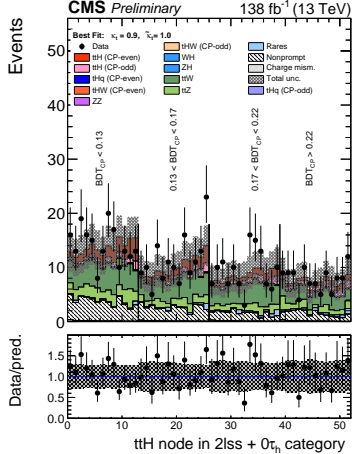 CMS Preliminary 138 fb⁻¹ (13 TeV)
Events
Best Fit: κₜ = 0.9, κ̃ₜ = 1.0
Data
ttH (CP-even)
ttH (CP-odd)
tHq (CP-even)
tHW (CP-even)
ZZ
tHW (CP-odd)
WH
ZH
ttW
ttZ
Rares
Nonprompt
Charge mism.
Total unc.
tHq (CP-odd)
BDT_CP < 0.13
0.13 < BDT_CP < 0.17
0.17 < BDT_CP < 0.22
BDT_CP > 0.22
50
40
30
20
10
0
Data/pred.
1.5
1.0
0.5
0.0
0 10 20 30 40 50
ttH node in 2lss + 0τₕ category